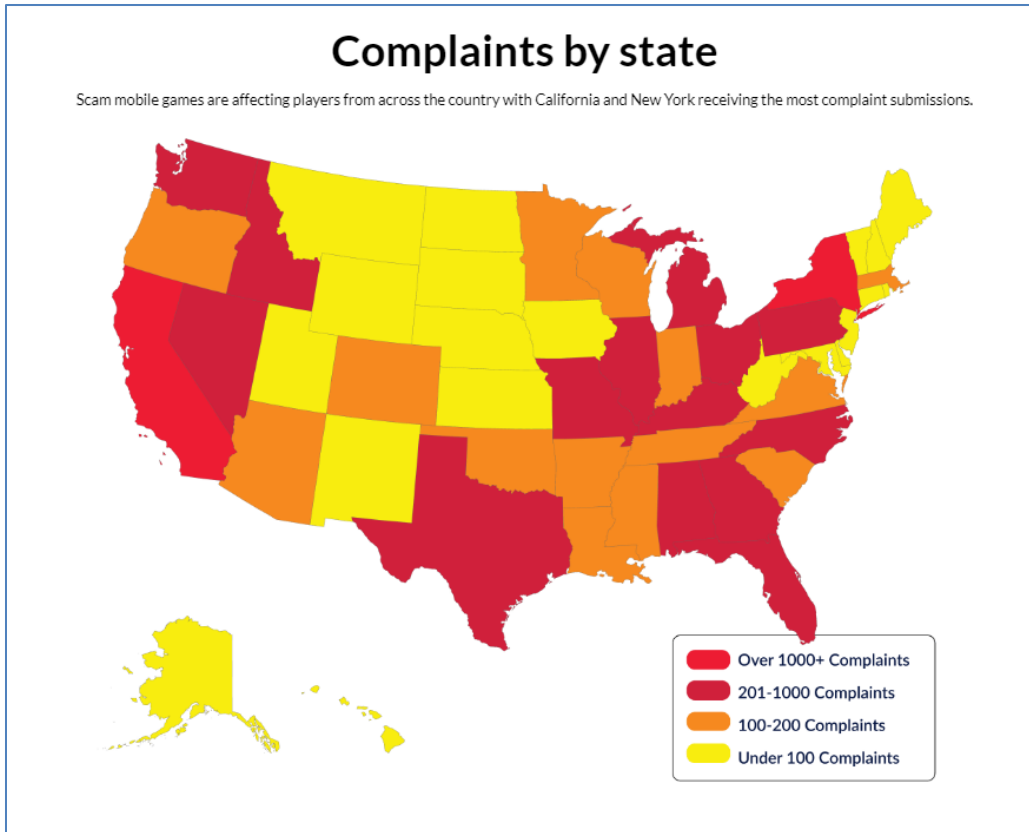 Complaints by state
Scam mobile games are affecting players from across the country with California and New York receiving the most complaint submissions.
Over 1000+ Complaints
201-1000 Complaints
100-200 Complaints
Under 100 Complaints